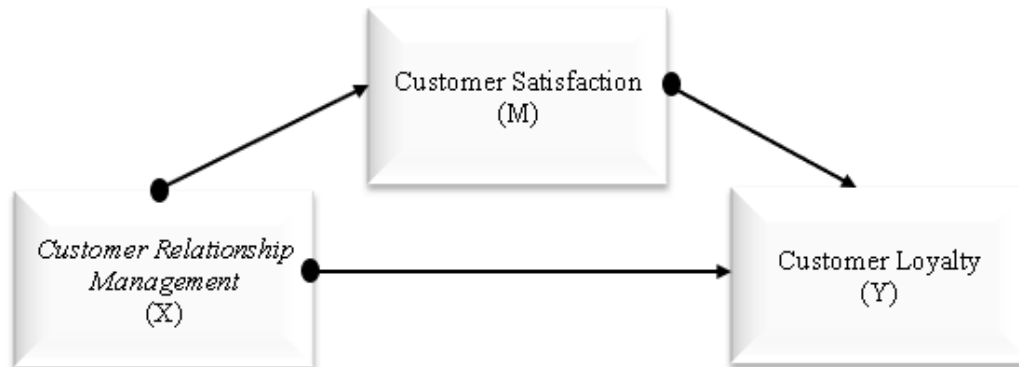 Customer Satisfaction
(M)
Customer Relationship
Management
(X)
Customer Loyalty
(Y)